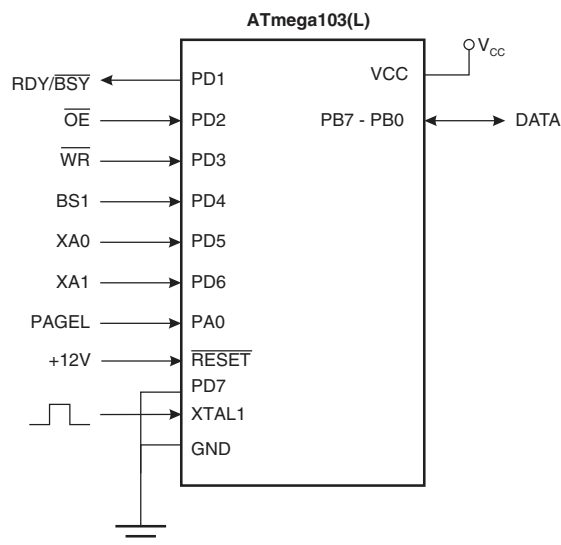 ATmega103(L)
RDY/BSY PD1 VCC VCC
OE PD2 PB7 - PB0 DATA
WR PD3
BS1 PD4
XA0 PD5
XA1 PD6
PAGEL PA0
+12V RESET
PD7
XTAL1
GND